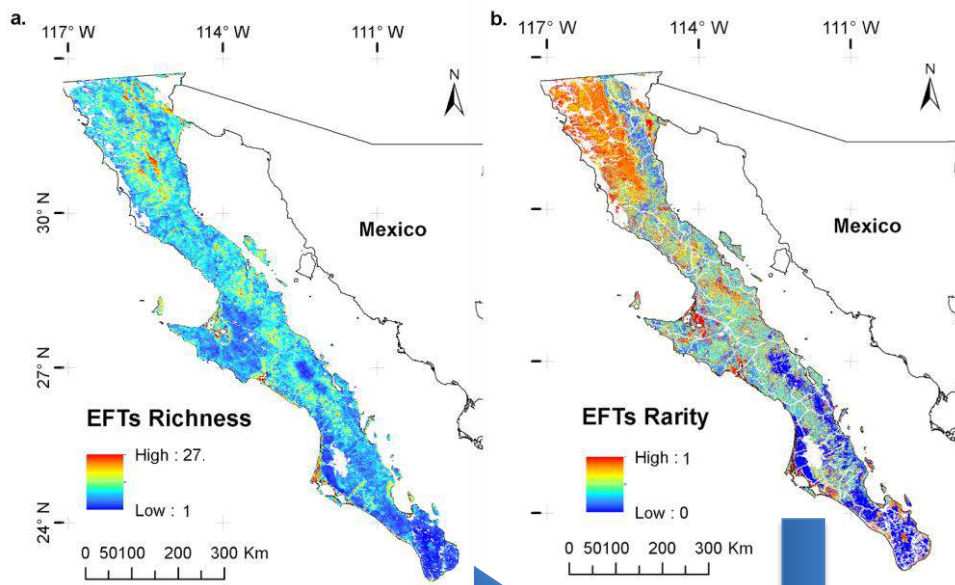 a.
117° W
114° W
111° W
N
30° N
Mexico
27° N
EFTs Richness
High : 27.
Low : 1
24° N
0 50100 200 300 Km
b.
117° W
114° W
111° W
N
Mexico
EFTs Rarity
High : 1
Low : 0
0 50100 200 300 Km